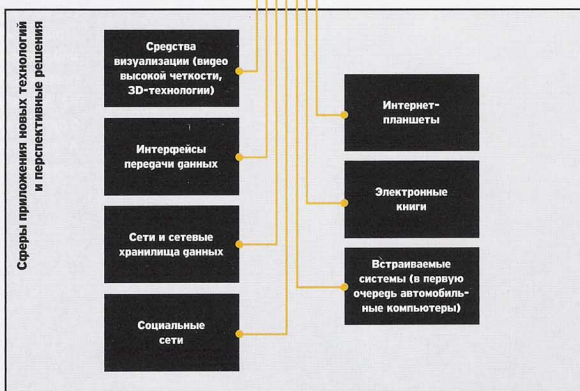 Сферы приложения новых технологий
и перспективные решения
Средства
визуализации (видео
высокой четкости,
3D-технологии)
Интерфейсы
передачи данных
Сети и сетевые
хранилища данных
Социальные
сети
Интернет-
планшеты
Электронные
книги
Встраиваемые
системы (в первую
очередь автомобиль-
ные компьютеры)